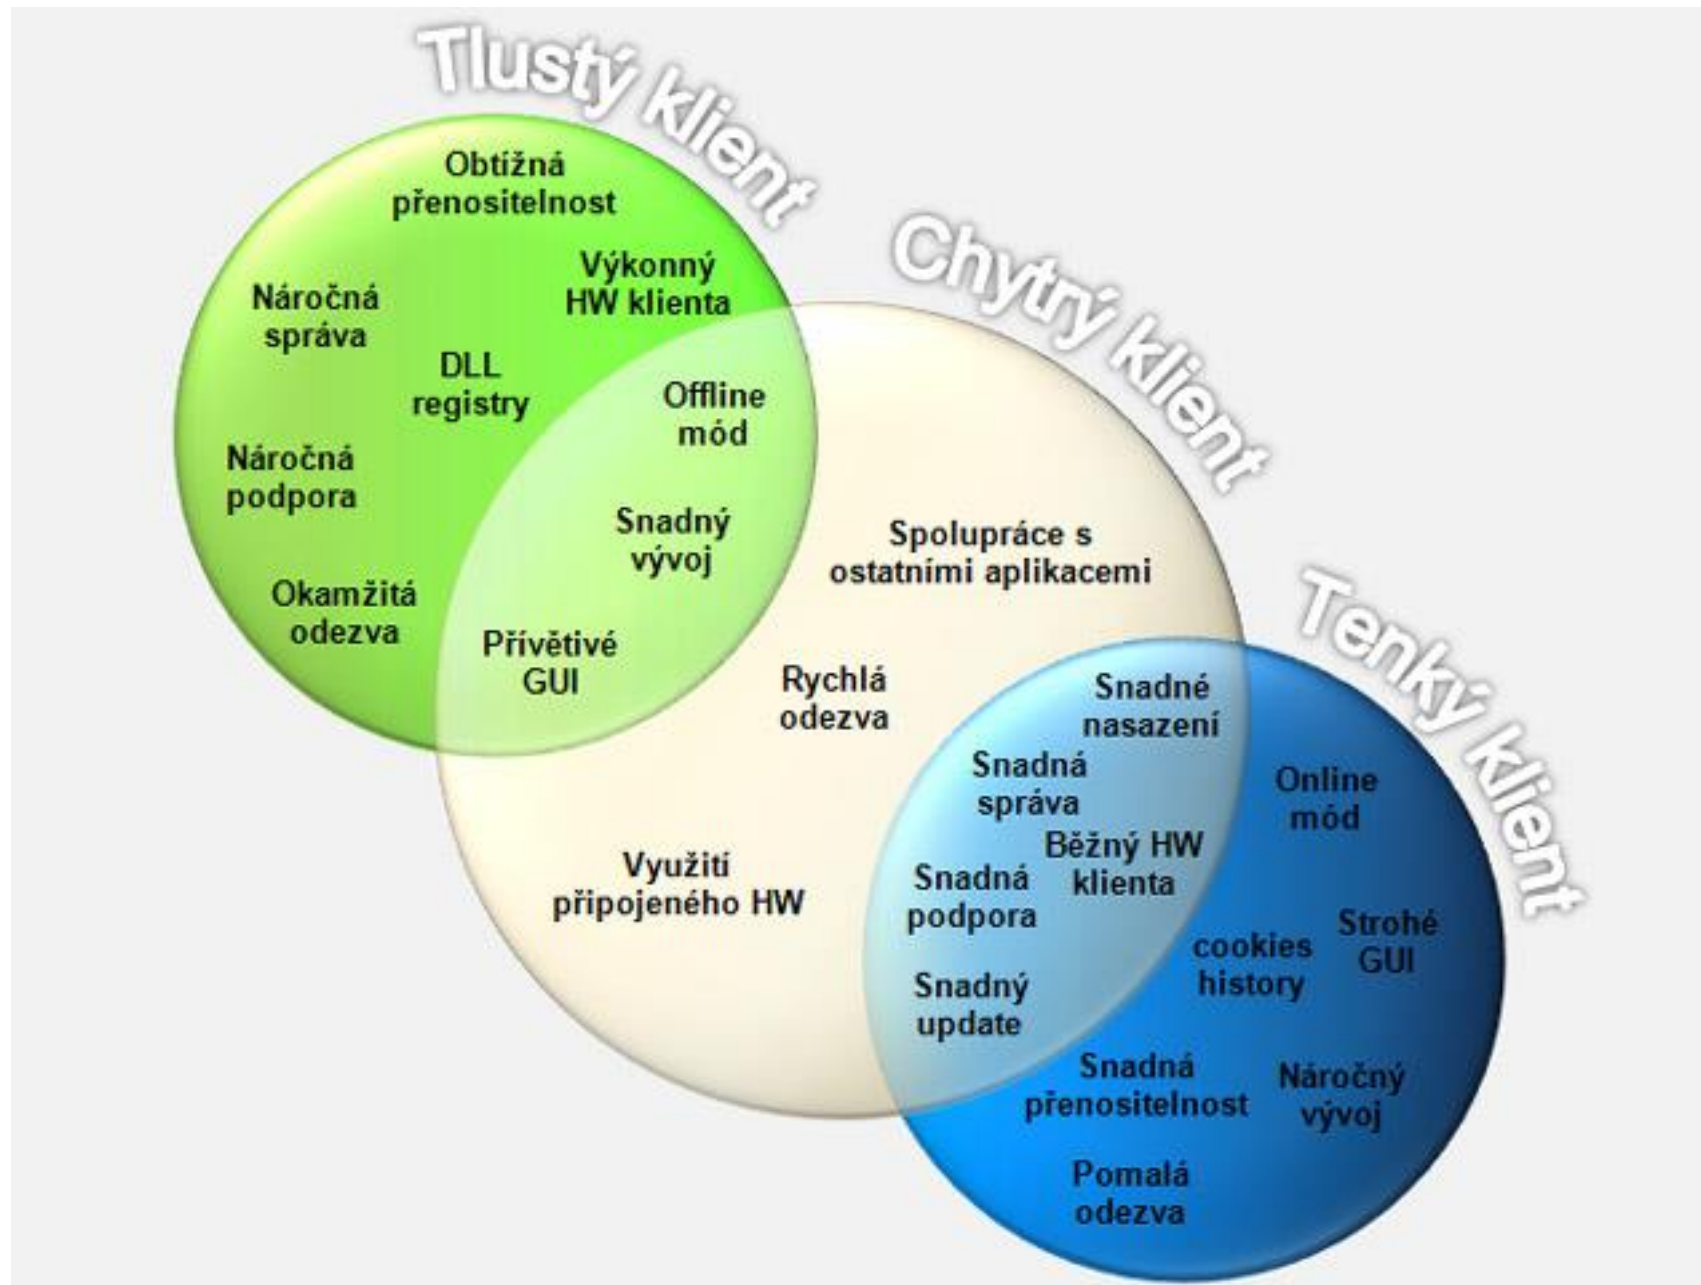 Tlustý klient
Obtížná
přenositelnost
Výkonný
HW klienta
Náročná
správa
DLL
registry
Náročná
podpora
Okamžitá
odezva
Offline
mód
Snadný
vývoj
Přívětivé
GUI
Chytrý klient
Spolupráce s
ostatními aplikacemi
Rychlá
odezva
Využití
připojeného HW
Snadné
nasazení
Snadná
správa
Běžný HW
klienta
Snadná
podpora
Snadný
update
Tenký klient
Online
mód
Strohé
GUI
cookies
history
Snadná
přenositelnost
Náročný
vývoj
Pomalá
odezva